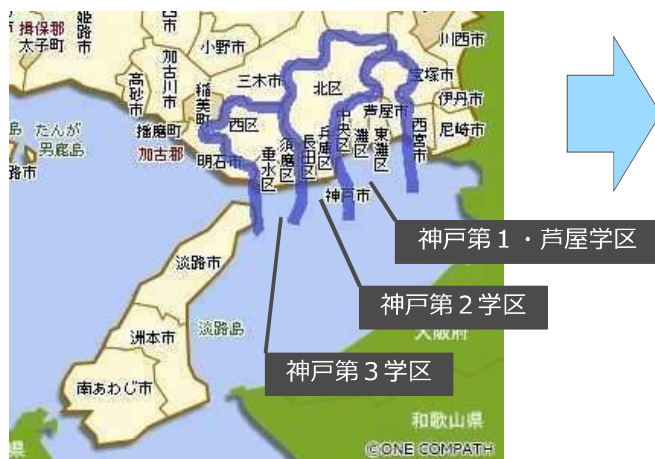 揖保郡
太子町
姫路市
小野市
加古川市
高砂市
稲美町
播磨町
加古郡
明石市
三木市
北区
西区
垂水区
須磨区
長田区
兵庫区
中央区
灘区
東灘区
芦屋市
西宮市
宝塚市
川西市
伊丹市
尼崎市
神戸市
たんが
男鹿島
路市
神戸第1・芦屋学区
神戸第2学区
神戸第3学区
淡路市
淡路島
洲本市
南あわじ市
大阪府
和歌山県
県
©ONE COMPATH